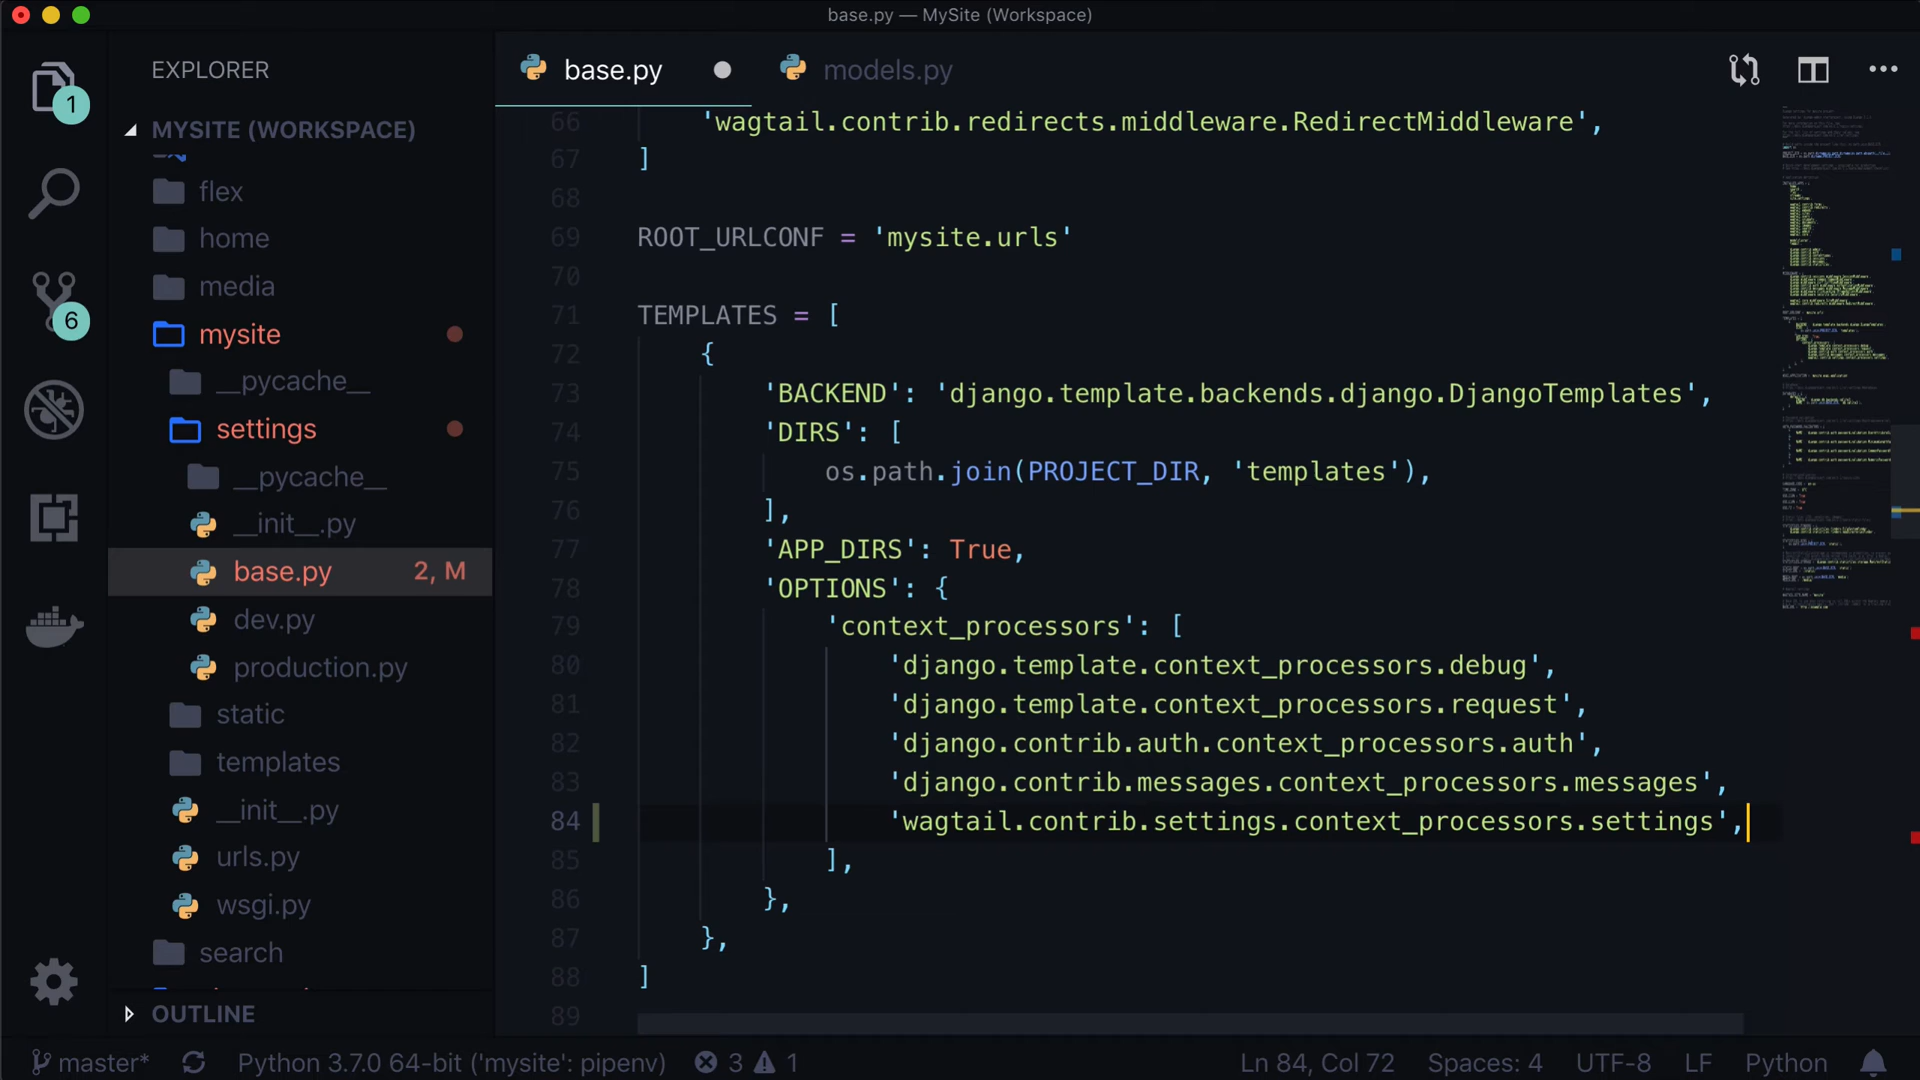 base.py — MySite (Workspace)
EXPLORER
1
6
MYSITE (WORKSPACE)
flex
home
media
mysite
__pycache__
settings
__pycache__
__init__.py
base.py 2, M
dev.py
production.py
static
templates
__init__.py
urls.py
wsgi.py
search
OUTLINE
base.py
models.py
66 'wagtail.contrib.redirects.middleware.RedirectMiddleware',
67 ]
68
69 ROOT_URLCONF = 'mysite.urls'
70
71 TEMPLATES = [
72 {
73 'BACKEND': 'django.template.backends.django.DjangoTemplates',
74 'DIRS': [
75 os.path.join(PROJECT_DIR, 'templates'),
76 ],
77 'APP_DIRS': True,
78 'OPTIONS': {
79 'context_processors': [
80 'django.template.context_processors.debug',
81 'django.template.context_processors.request',
82 'django.contrib.auth.context_processors.auth',
83 'django.contrib.messages.context_processors.messages',
84 'wagtail.contrib.settings.context_processors.settings',
85 ],
86 },
87 },
88 ]
89
master* Python 3.7.0 64-bit ('mysite': pipenv) 3 1 Ln 84, Col 72 Spaces: 4 UTF-8 LF Python